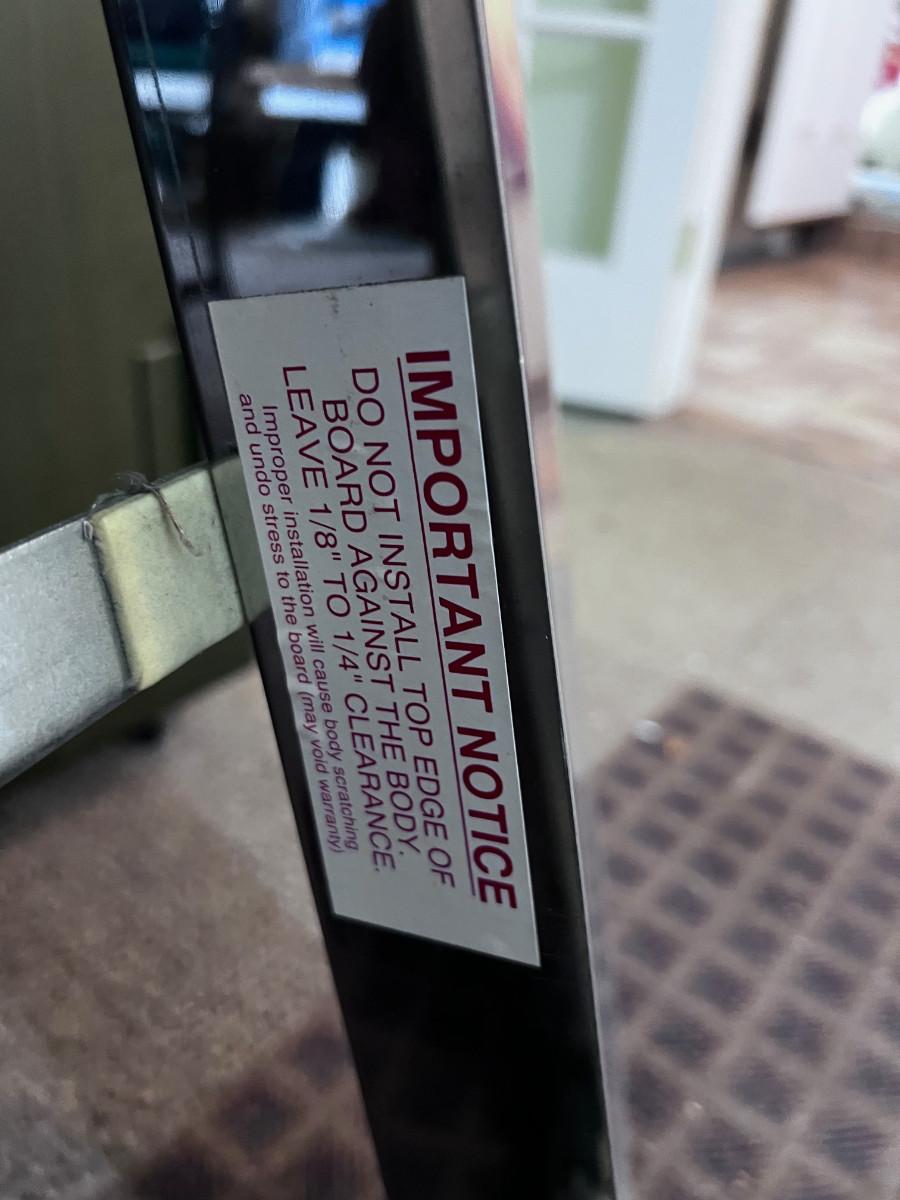 IMPORTANT NOTICE
DO NOT INSTALL TOP EDGE OF
BOARD AGAINST THE BODY.
LEAVE 1/8" TO 1/4" CLEARANCE.
Improper installation will cause body scratching
and undo stress to the board (may void warranty)